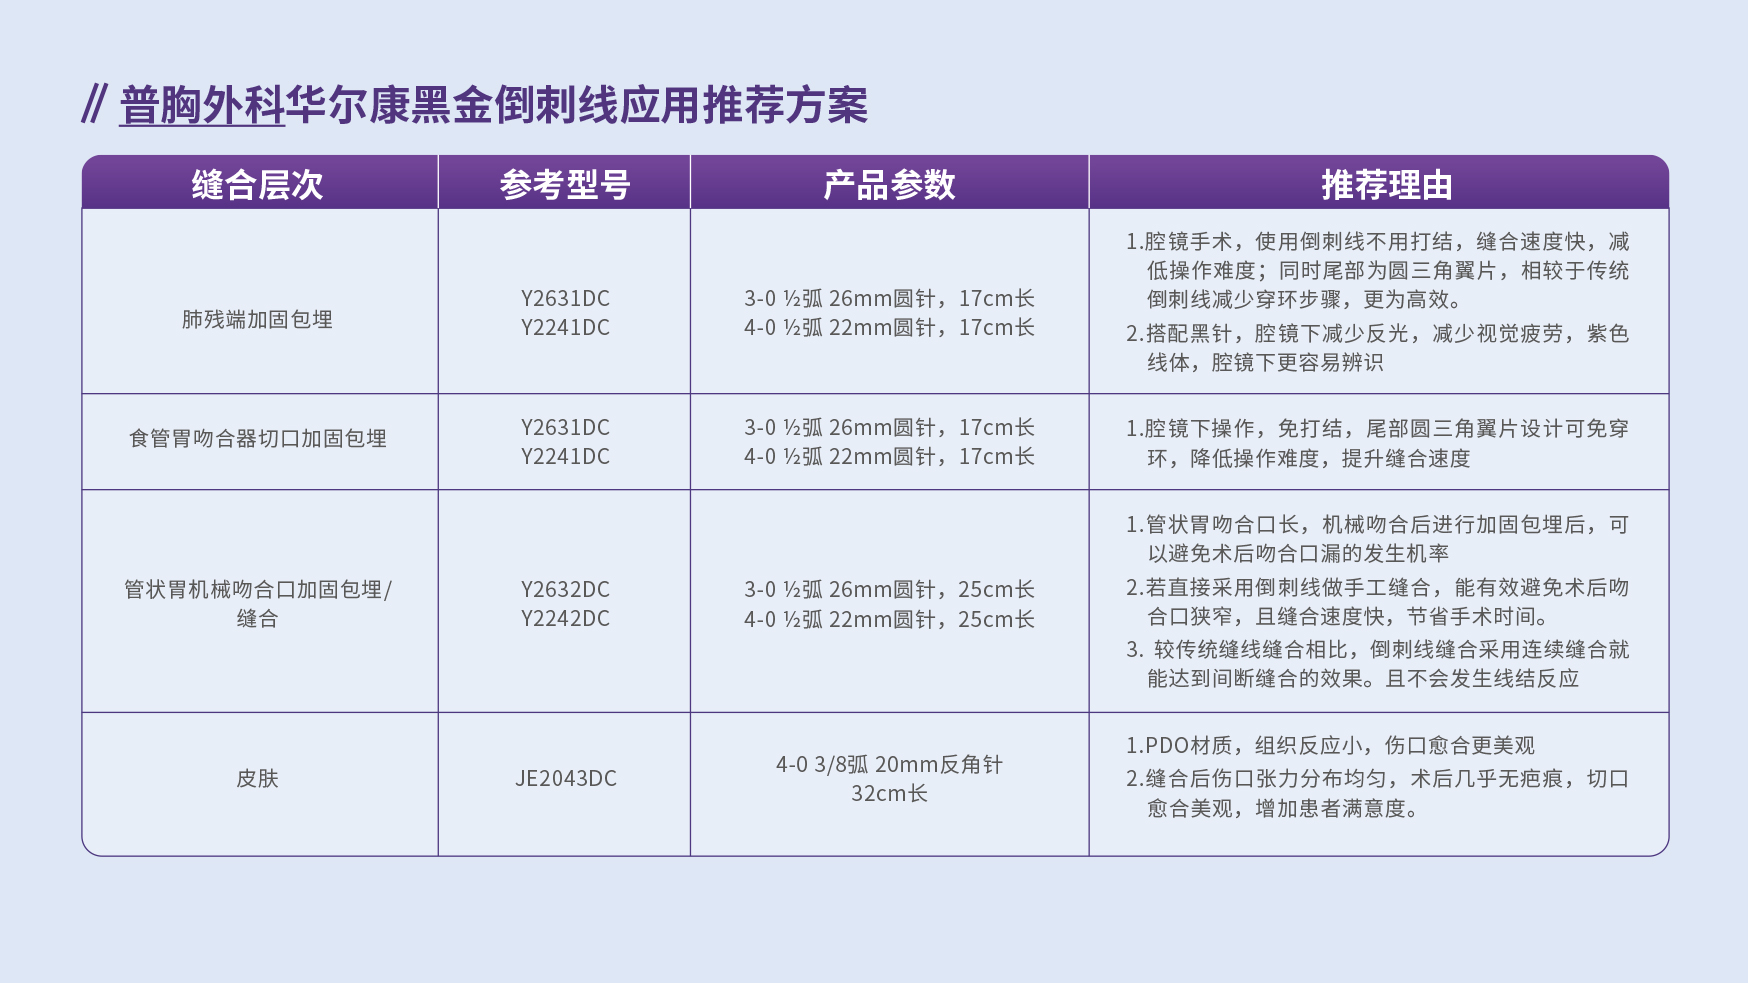 // 普胸外科华尔康黑金倒刺线应用推荐方案
缝合层次
参考型号
产品参数
推荐理由
肺残端加固包埋
Y2631DC
Y2241DC
3-0 ½弧 26mm圆针，17cm长
4-0 ½弧 22mm圆针，17cm长
1.腔镜手术，使用倒刺线不用打结，缝合速度快，减
低操作难度；同时尾部为圆三角翼片，相较于传统
倒刺线减少穿环步骤，更为高效。
2.搭配黑针，腔镜下减少反光，减少视觉疲劳，紫色
线体，腔镜下更容易辨识
食管胃吻合器切口加固包埋
Y2631DC
Y2241DC
3-0 ½弧 26mm圆针，17cm长
4-0 ½弧 22mm圆针，17cm长
1.腔镜下操作，免打结，尾部圆三角翼片设计可免穿
环，降低操作难度，提升缝合速度
管状胃机械吻合口加固包埋/
缝合
Y2632DC
Y2242DC
3-0 ½弧 26mm圆针，25cm长
4-0 ½弧 22mm圆针，25cm长
1.管状胃吻合口长，机械吻合后进行加固包埋后，可
以避免术后吻合口漏的发生机率
2.若直接采用倒刺线做手工缝合，能有效避免术后吻
合口狭窄，且缝合速度快，节省手术时间。
3. 较传统缝线缝合相比，倒刺线缝合采用连续缝合就
能达到间断缝合的效果。且不会发生线结反应
皮肤
JE2043DC
4-0 3/8弧 20mm反角针
32cm长
1.PDO材质，组织反应小，伤口愈合更美观
2.缝合后伤口张力分布均匀，术后几乎无疤痕，切口
愈合美观，增加患者满意度。